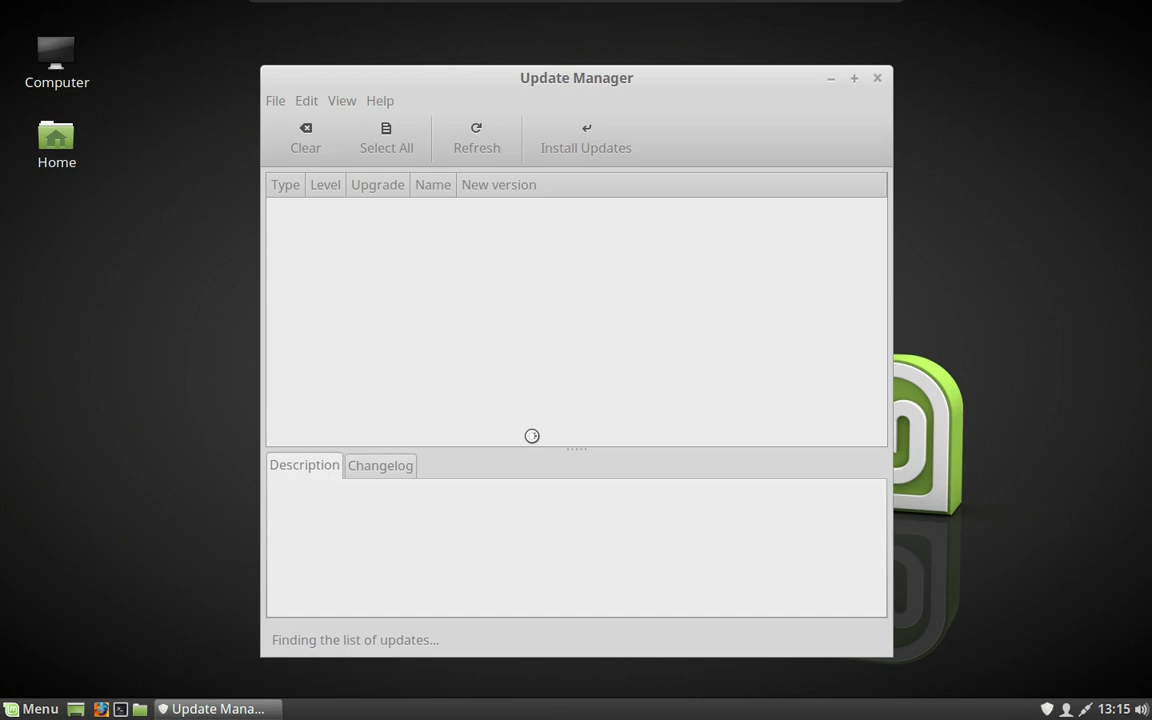 Computer
Home
Update Manager
File Edit View Help
Clear Select All Refresh Install Updates
Type Level Upgrade Name New version
Description Changelog
Finding the list of updates...
Menu Update Mana... 13:15